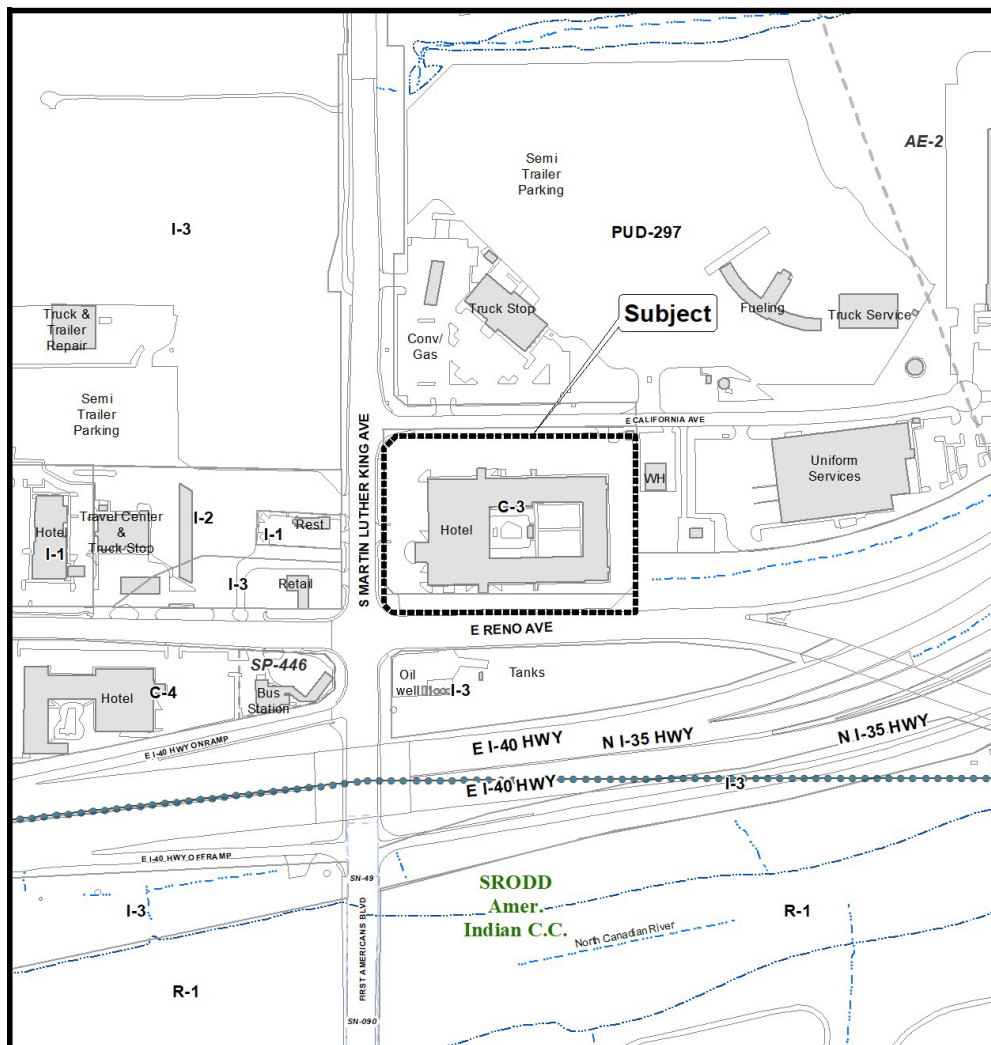 AE-2
Semi
Trailer
Parking
I-3
PUD-297
Truck &
Trailer
Repair
Truck Stop
Subject
Fueling
Truck Service
Conv/
Gas
Semi
Trailer
Parking
S MARTIN LUTHER KING AVE
E CALIFORNIA AVE
Uniform
Services
WH
C-3
Hotel
Hotel
I-1
Travel Center
&
Truck Stop
I-2
Rest
I-1
I-3
Retail
E RENO AVE
SP-446
Hotel
C-4
Bus
Station
Oil
well
I-3
Tanks
E I-40 HWY ONRAMP
E I-40 HWY
N I-35 HWY
N I-35 HWY
E I-40 HWY
I-3
E I-40 HWY OFFRAMP
SN-49
SRODD
Amer.
Indian C.C.
I-3
R-1
FIRST AMERICANS BLVD
North Canadian River
R-1
SN-090